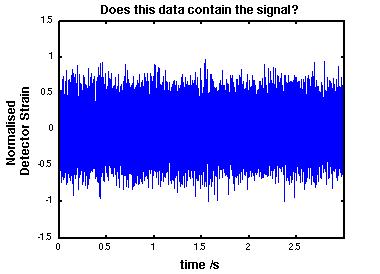 Does this data contain the signal?
1.5
1
0.5
0
-0.5
-1
-1.5
Normalised
Detector Strain
0 0.5 1 1.5 2 2.5
time /s